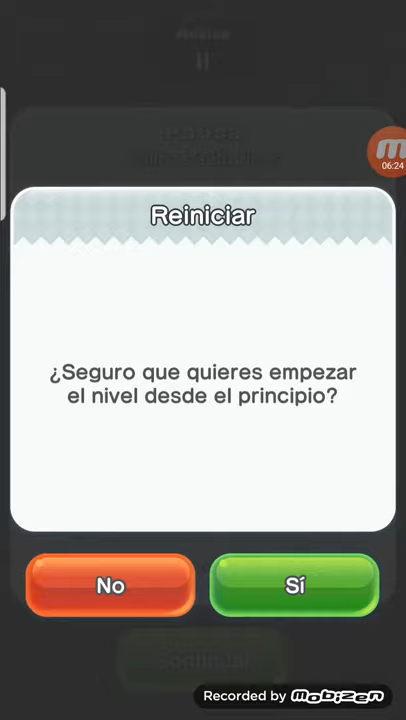 Reiniciar
06:24
¿Seguro que quieres empezar
el nivel desde el principio?
No
Sí
Recorded by mobizen